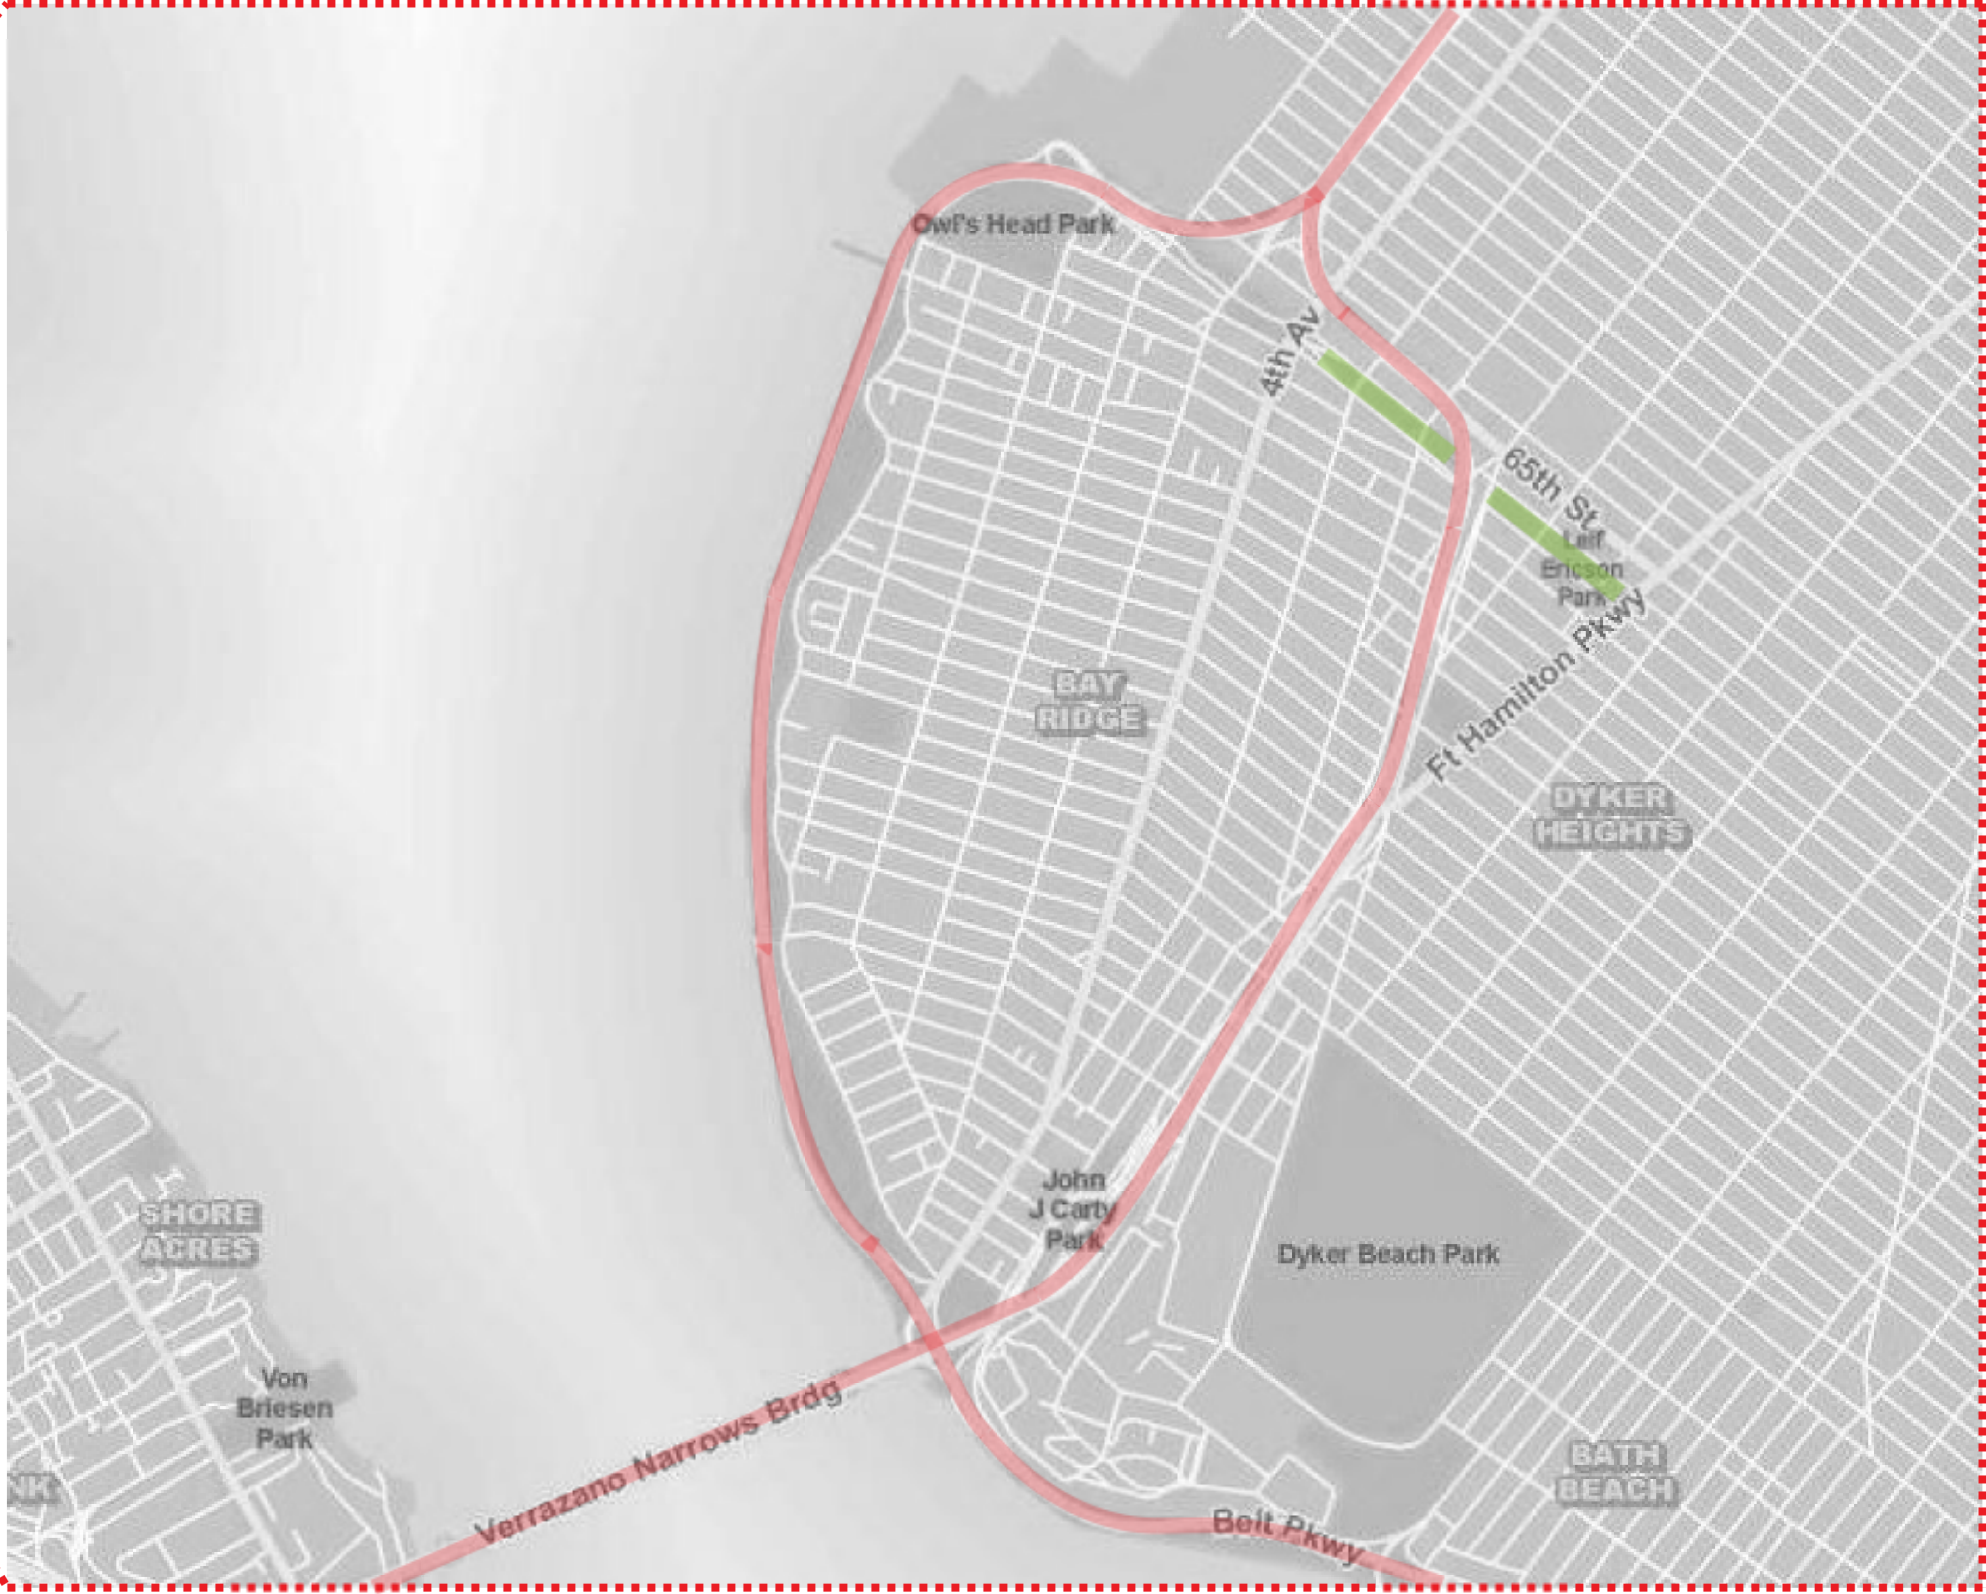 Owl's Head Park
4th Av
65th St.
Leif
Ericson
Park
Ft Hamilton Pkwy
BAY
RIDGE
DYKER
HEIGHTS
John
J Carty
Park
SHORE
ACRES
Dyker Beach Park
Von
Briesen
Park
Verrazano Narrows Brdg
BATH
BEACH
NK
Belt Pkwy